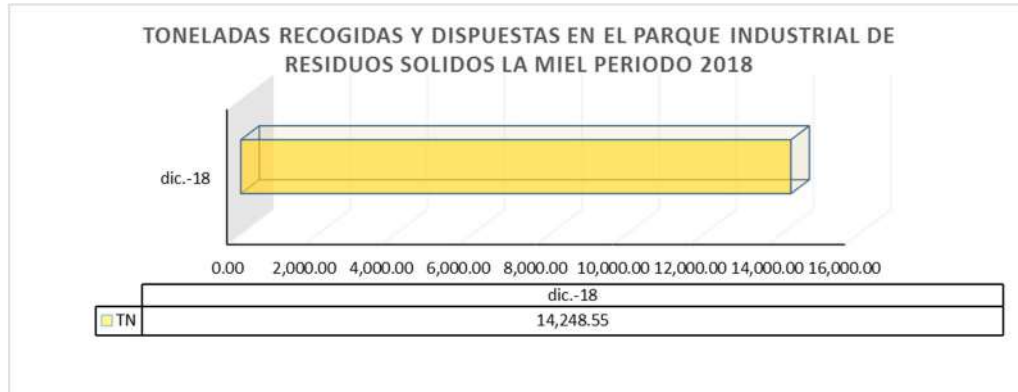 TONELADAS RECOGIDAS Y DISPUESTAS EN EL PARQUE INDUSTRIAL DE
RESIDUOS SOLIDOS LA MIEL PERIODO 2018
dic.-18
0.00 2,000.00 4,000.00 6,000.00 8,000.00 10,000.00 12,000.00 14,000.00 16,000.00
dic.-18
TN 14,248.55